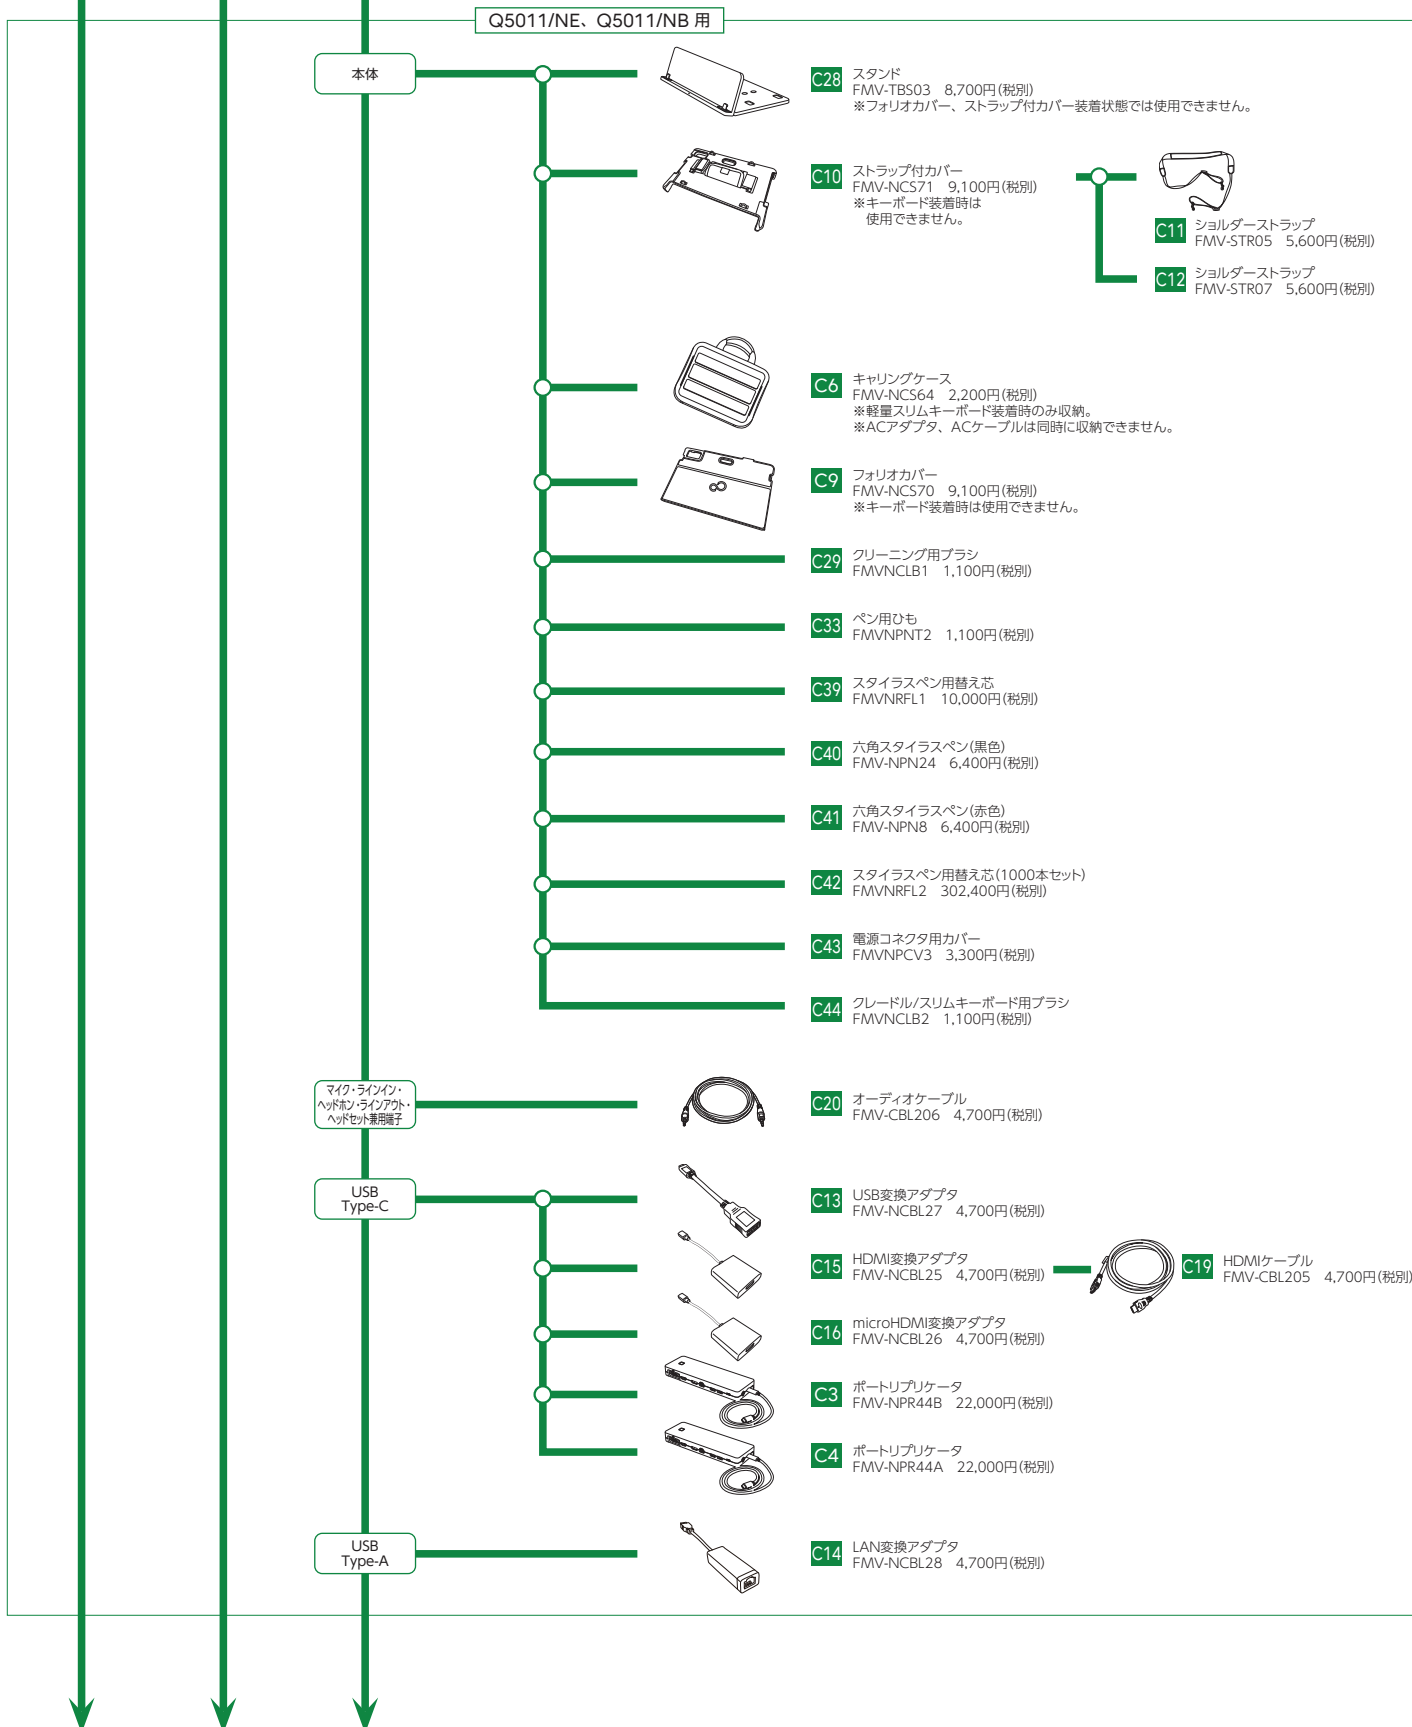 Q5011/NE、Q5011/NB 用
本体
C28 スタンド
FMV-TBS03 8,700円(税別)
※フォリオカバー、ストラップ付カバー装着状態では使用できません。
C10 ストラップ付カバー
FMV-NCS71 9,100円(税別)
※キーボード装着時は
使用できません。
C11 ショルダーストラップ
FMV-STR05 5,600円(税別)
C12 ショルダーストラップ
FMV-STR07 5,600円(税別)
C6 キャリングケース
FMV-NCS64 2,200円(税別)
※軽量スリムキーボード装着時のみ収納。
※ACアダプタ、ACケーブルは同時に収納できません。
C9 フォリオカバー
FMV-NCS70 9,100円(税別)
※キーボード装着時は使用できません。
C29 クリーニング用ブラシ
FMVNCLB1 1,100円(税別)
C33 ペン用ひも
FMVNPNT2 1,100円(税別)
C39 スタイラスペン用替え芯
FMVNRFL1 10,000円(税別)
C40 六角スタイラスペン(黒色)
FMV-NPN24 6,400円(税別)
C41 六角スタイラスペン(赤色)
FMV-NPN8 6,400円(税別)
C42 スタイラスペン用替え芯(1000本セット)
FMVNRFL2 302,400円(税別)
C43 電源コネクタ用カバー
FMVNPCV3 3,300円(税別)
C44 クレードル/スリムキーボード用ブラシ
FMVNCLB2 1,100円(税別)
マイク・ラインイン・
ヘッドホン・ラインアウト・
ヘッドセット兼用端子
C20 オーディオケーブル
FMV-CBL206 4,700円(税別)
USB
Type-C
C13 USB変換アダプタ
FMV-NCBL27 4,700円(税別)
C15 HDMI変換アダプタ
FMV-NCBL25 4,700円(税別)
C19 HDMIケーブル
FMV-CBL205 4,700円(税別)
C16 microHDMI変換アダプタ
FMV-NCBL26 4,700円(税別)
C3 ポートリプリケータ
FMV-NPR44B 22,000円(税別)
C4 ポートリプリケータ
FMV-NPR44A 22,000円(税別)
USB
Type-A
C14 LAN変換アダプタ
FMV-NCBL28 4,700円(税別)